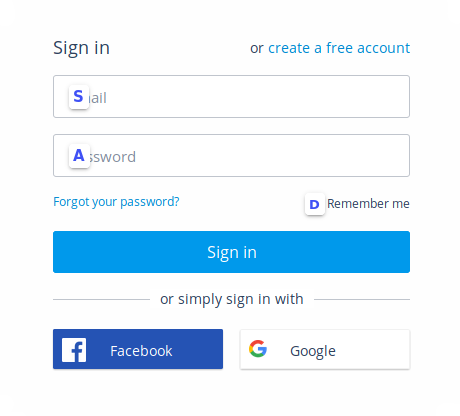 Sign in
or create a free account
S ail
A ssword
Forgot your password?
D Remember me
Sign in
or simply sign in with
Facebook
Google